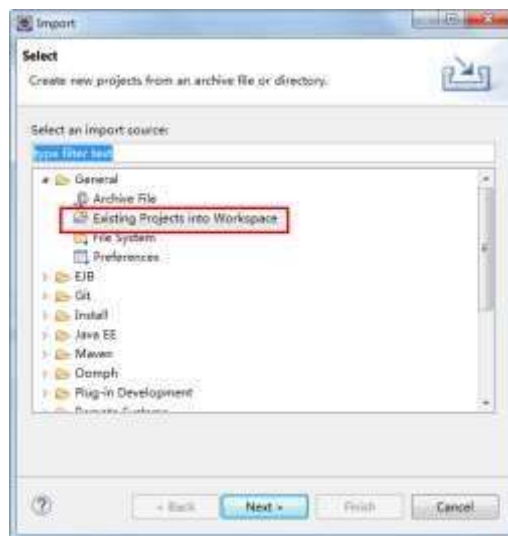 Import
Select
Create new projects from an archive file or directory.
Select an import source:
type filter text
General
Archive File
Existing Projects into Workspace
File System
Preferences
EJB
Git
Install
Java EE
Maven
Oomph
Plug-in Development
Remote Systems
< Back
Next >
Finish
Cancel